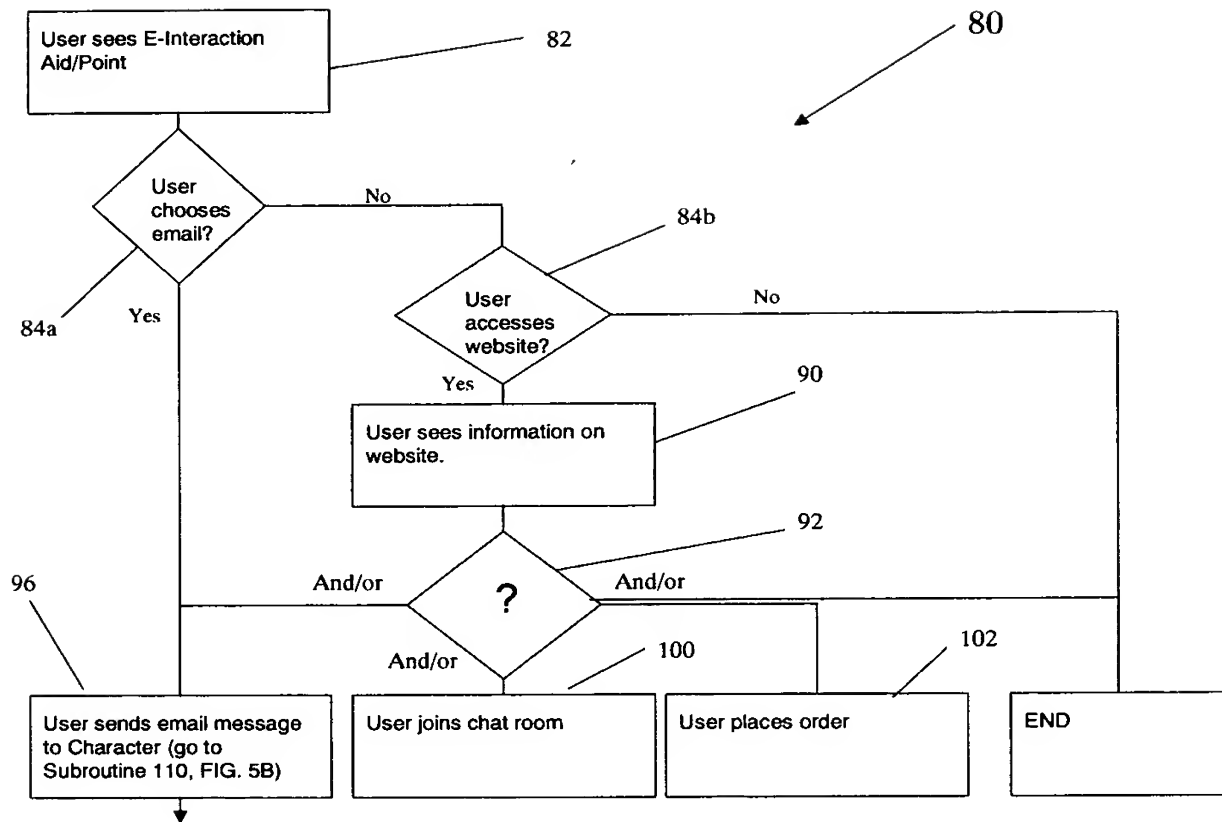 80
User sees E-Interaction
Aid/Point
82
User
chooses
email?
No
84b
84a
Yes
User
accesses
website?
No
Yes
90
User sees information on
website.
92
96
And/or
?
And/or
And/or
100
102
User sends email message
to Character (go to
Subroutine 110, FIG. 5B)
User joins chat room
User places order
END